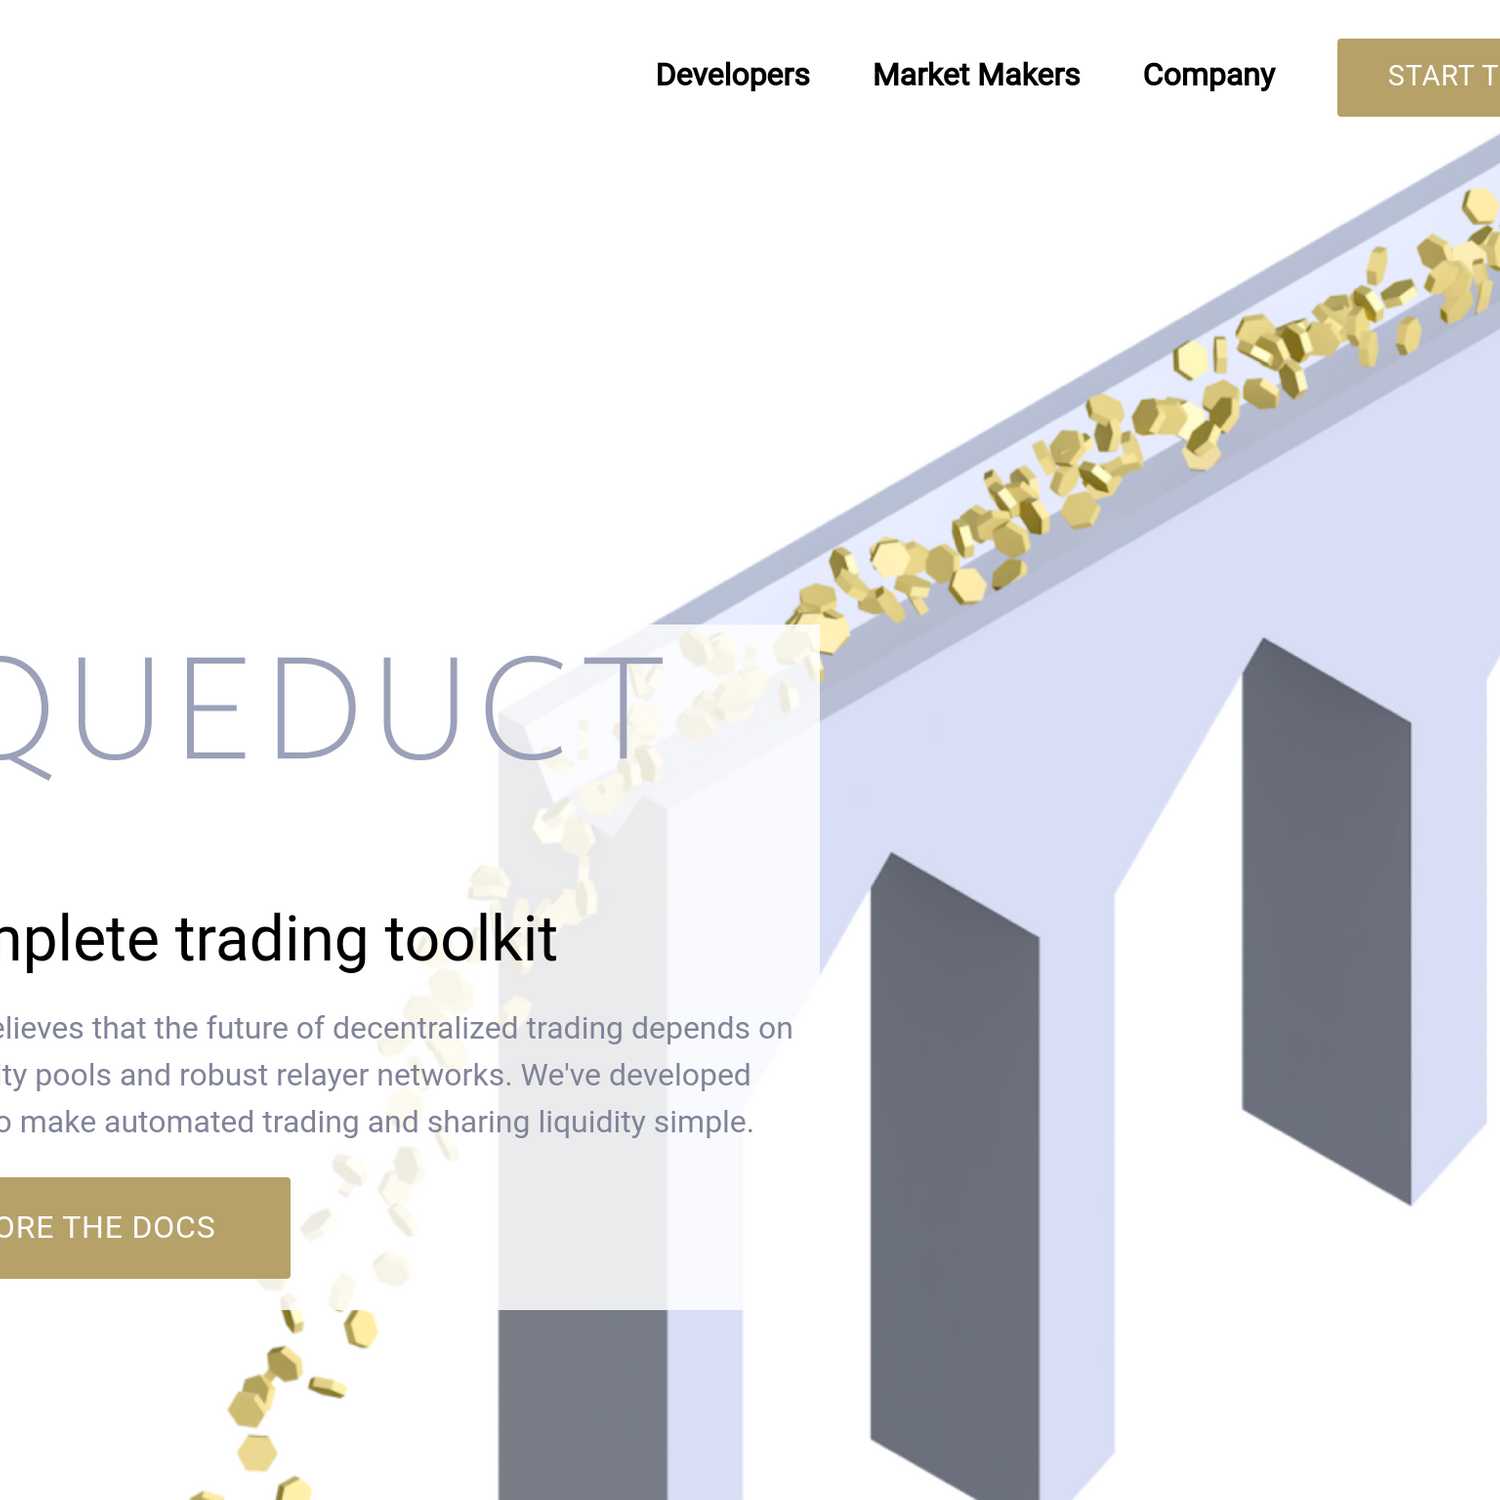 Developers Market Makers Company START T
QUEDUCT
mplete trading toolkit
elieves that the future of decentralized trading depends on
ty pools and robust relayer networks. We've developed
o make automated trading and sharing liquidity simple.
ORE THE DOCS